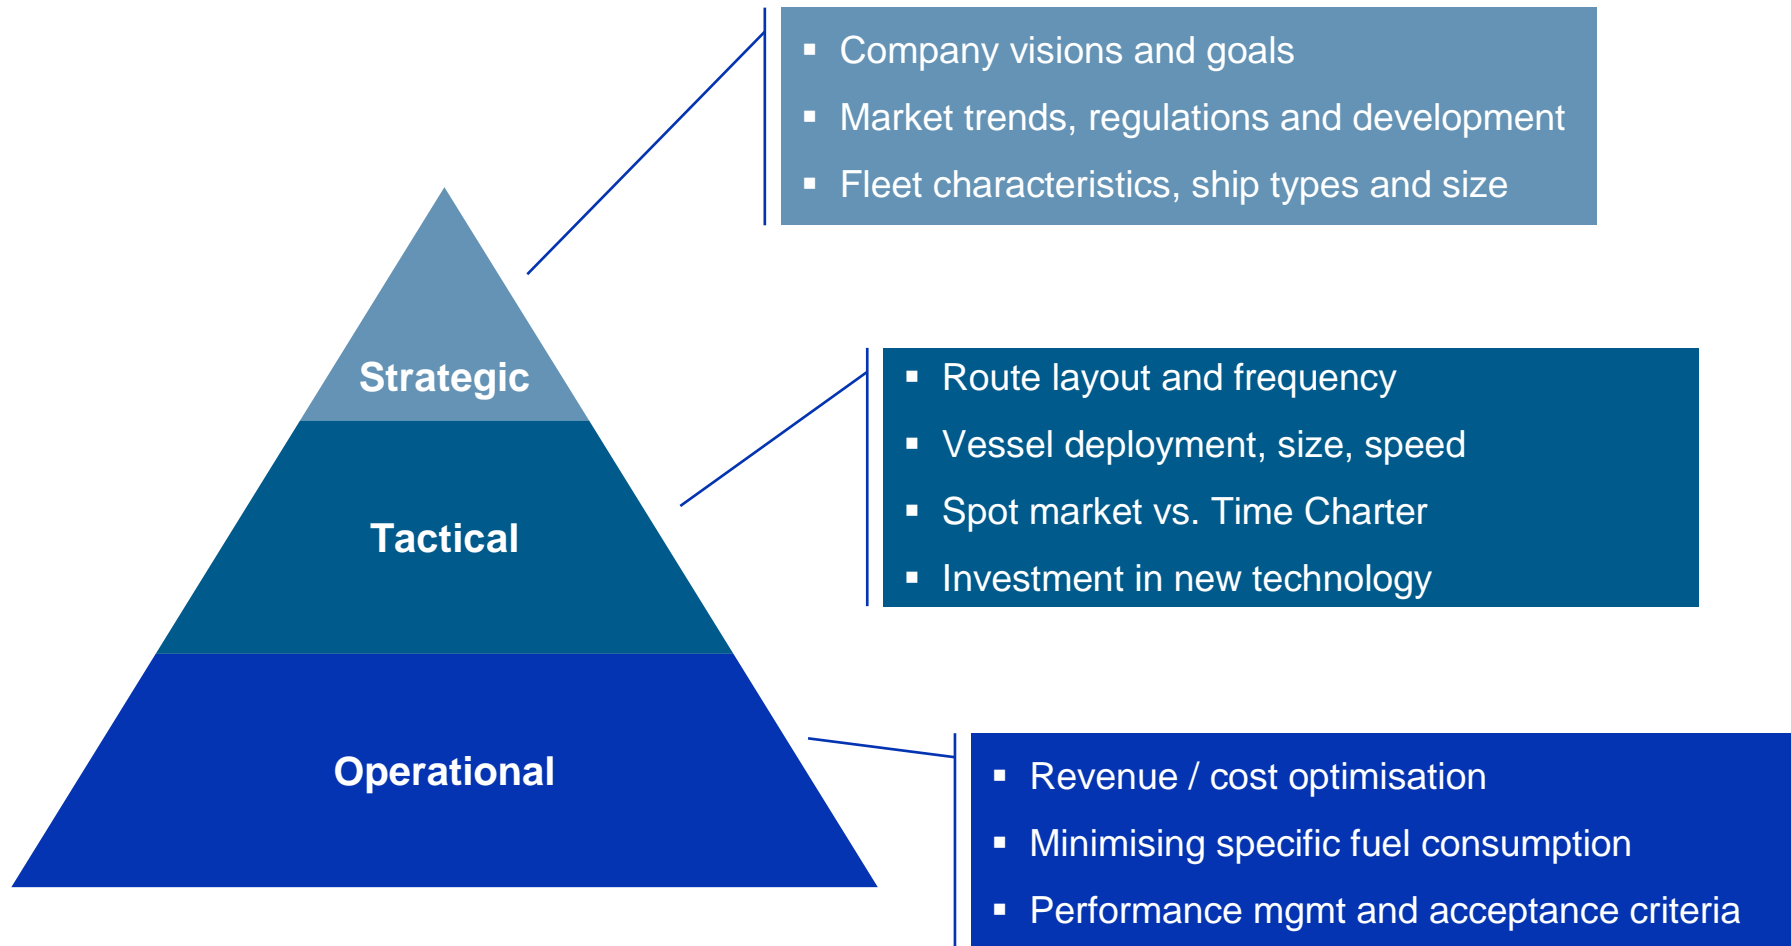 ▪ Company visions and goals
▪ Market trends, regulations and development
▪ Fleet characteristics, ship types and size
Strategic
▪ Route layout and frequency
▪ Vessel deployment, size, speed
▪ Spot market vs. Time Charter
▪ Investment in new technology
Tactical
▪ Revenue / cost optimisation
▪ Minimising specific fuel consumption
▪ Performance mgmt and acceptance criteria
Operational